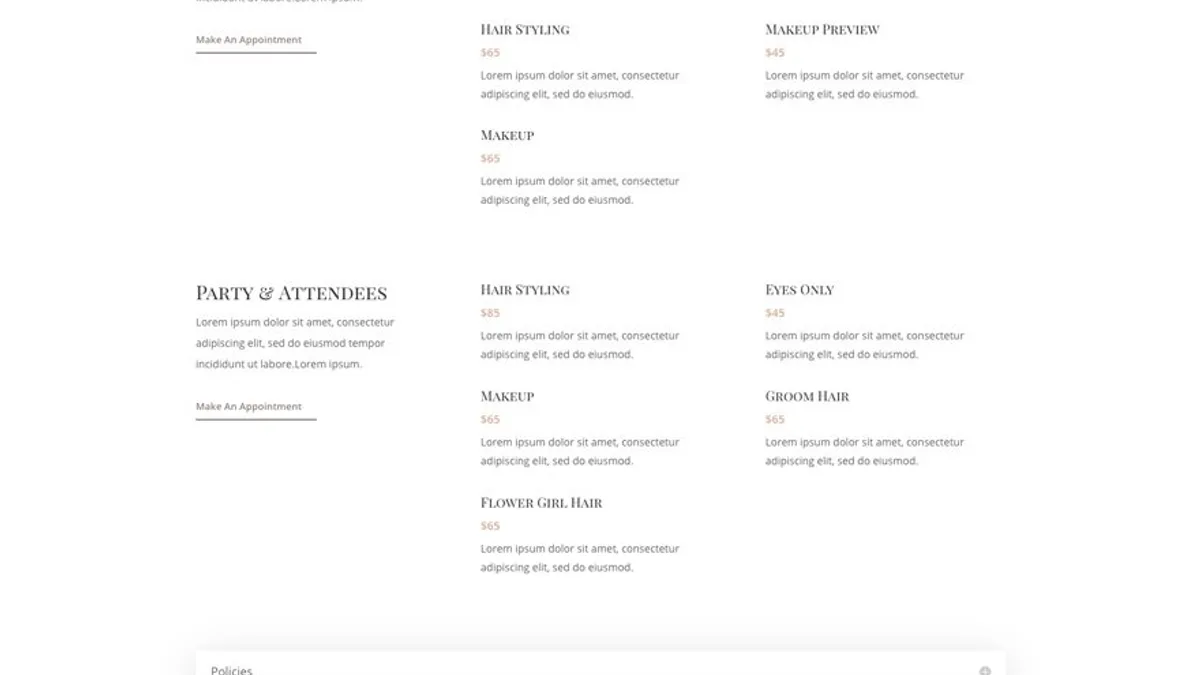 incididunt ut labore.Lorem ipsum.
Make An Appointment
Hair Styling
$65
Lorem ipsum dolor sit amet, consectetur
adipiscing elit, sed do eiusmod.
Makeup Preview
$45
Lorem ipsum dolor sit amet, consectetur
adipiscing elit, sed do eiusmod.
Makeup
$65
Lorem ipsum dolor sit amet, consectetur
adipiscing elit, sed do eiusmod.
Party & Attendees
Lorem ipsum dolor sit amet, consectetur
adipiscing elit, sed do eiusmod tempor
incididunt ut labore.Lorem ipsum.
Make An Appointment
Hair Styling
$85
Lorem ipsum dolor sit amet, consectetur
adipiscing elit, sed do eiusmod.
Eyes Only
$45
Lorem ipsum dolor sit amet, consectetur
adipiscing elit, sed do eiusmod.
Makeup
$65
Lorem ipsum dolor sit amet, consectetur
adipiscing elit, sed do eiusmod.
Groom Hair
$65
Lorem ipsum dolor sit amet, consectetur
adipiscing elit, sed do eiusmod.
Flower Girl Hair
$65
Lorem ipsum dolor sit amet, consectetur
adipiscing elit, sed do eiusmod.
Policies